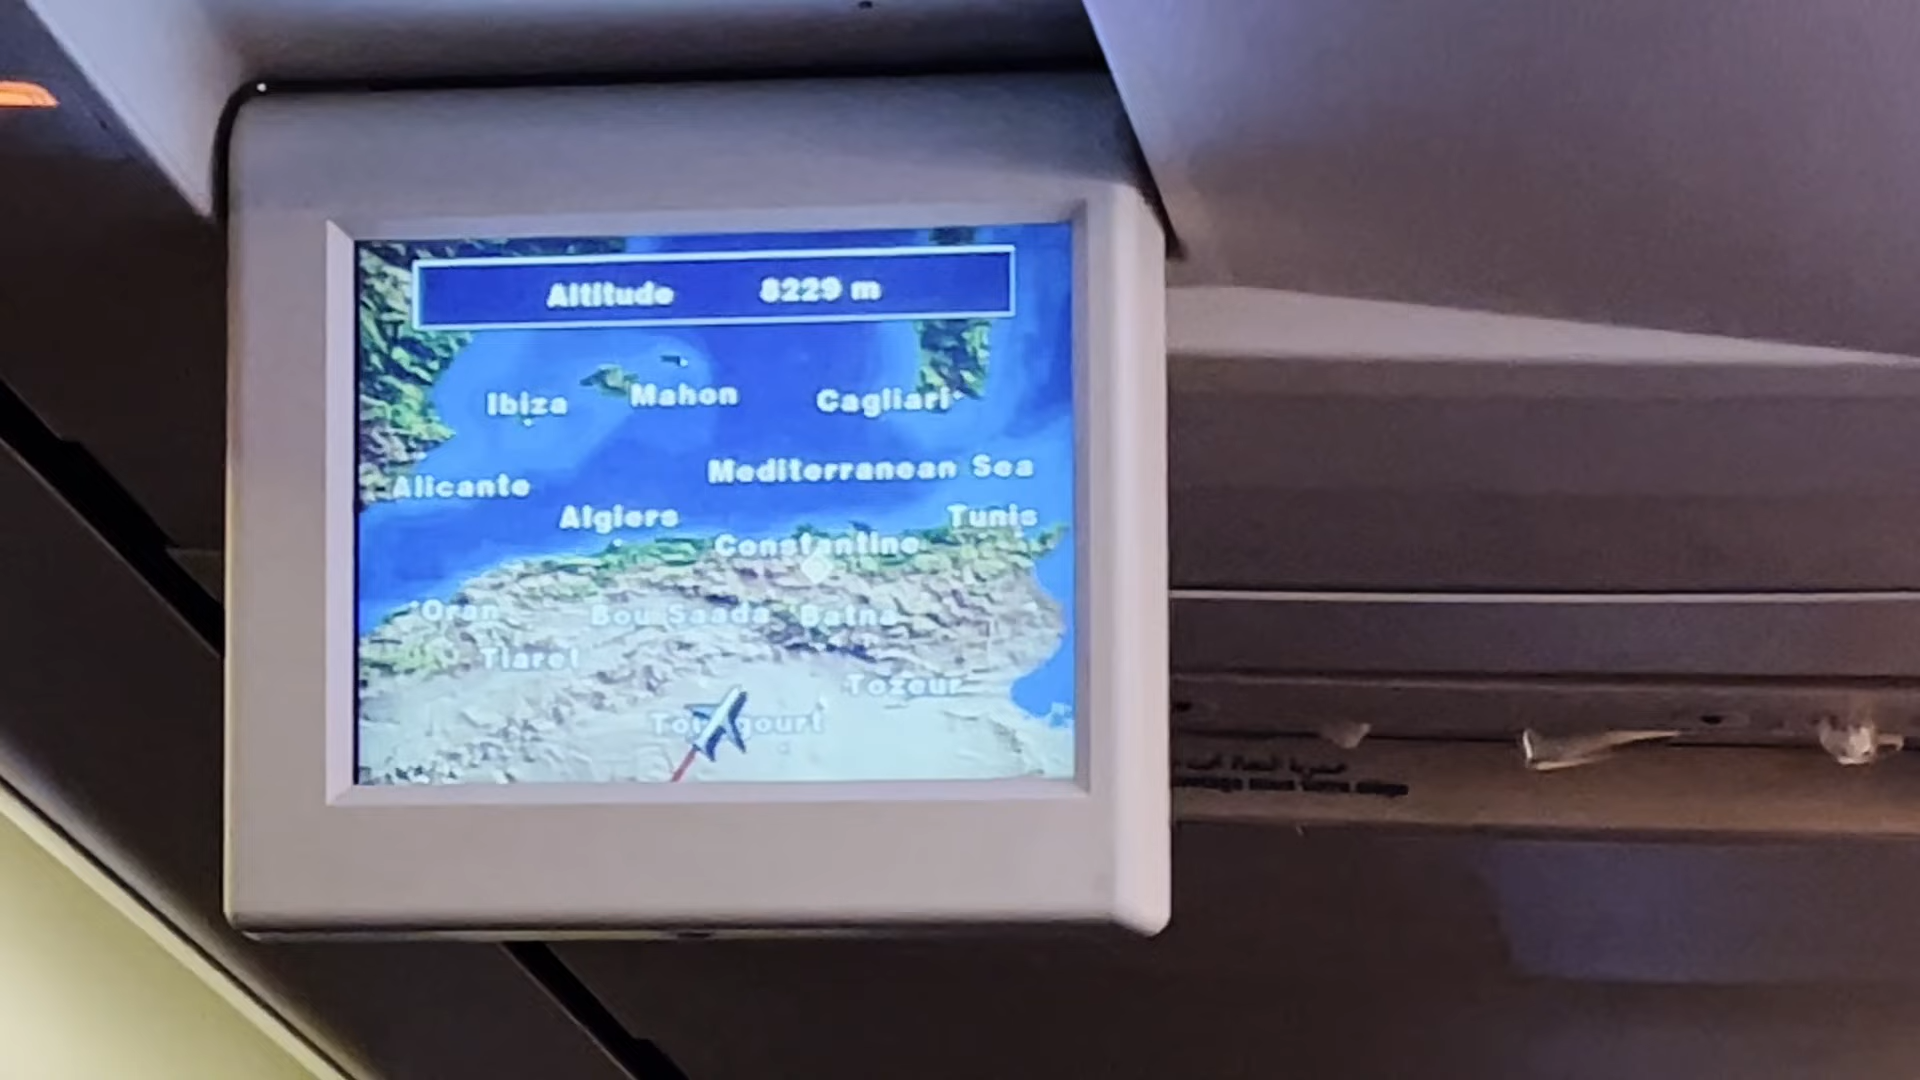 Altitude 8229 m
Ibiza Mahon Cagliari
Mediterranean Sea
Alicante
Algiers Tunis
Constantine
Oran Bou Saada Batna
Tiaret
Tozeur